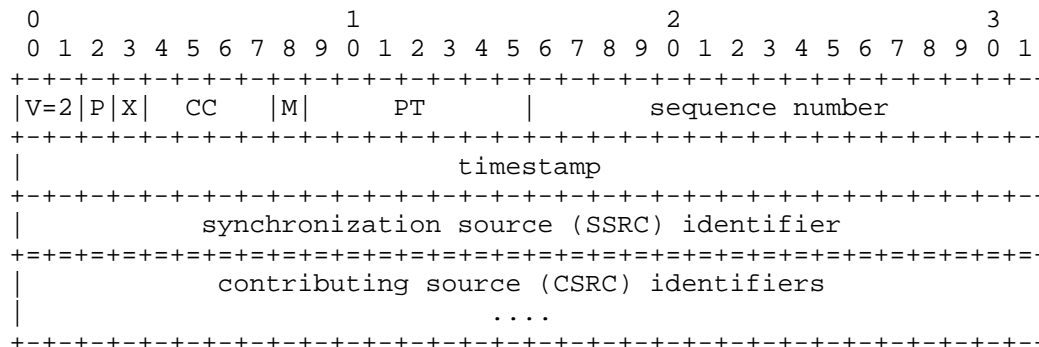 0                   1                   2                   3
 0 1 2 3 4 5 6 7 8 9 0 1 2 3 4 5 6 7 8 9 0 1 2 3 4 5 6 7 8 9 0 1
+-+-+-+-+-+-+-+-+-+-+-+-+-+-+-+-+-+-+-+-+-+-+-+-+-+-+-+-+-+-+-+-
|V=2|P|X|  CC   |M|     PT      |       sequence number
+-+-+-+-+-+-+-+-+-+-+-+-+-+-+-+-+-+-+-+-+-+-+-+-+-+-+-+-+-+-+-+-
|                           timestamp
+-+-+-+-+-+-+-+-+-+-+-+-+-+-+-+-+-+-+-+-+-+-+-+-+-+-+-+-+-+-+-+-
|           synchronization source (SSRC) identifier
+=+=+=+=+=+=+=+=+=+=+=+=+=+=+=+=+=+=+=+=+=+=+=+=+=+=+=+=+=+=+=+-
|            contributing source (CSRC) identifiers
|                             ....
+-+-+-+-+-+-+-+-+-+-+-+-+-+-+-+-+-+-+-+-+-+-+-+-+-+-+-+-+-+-+-+-